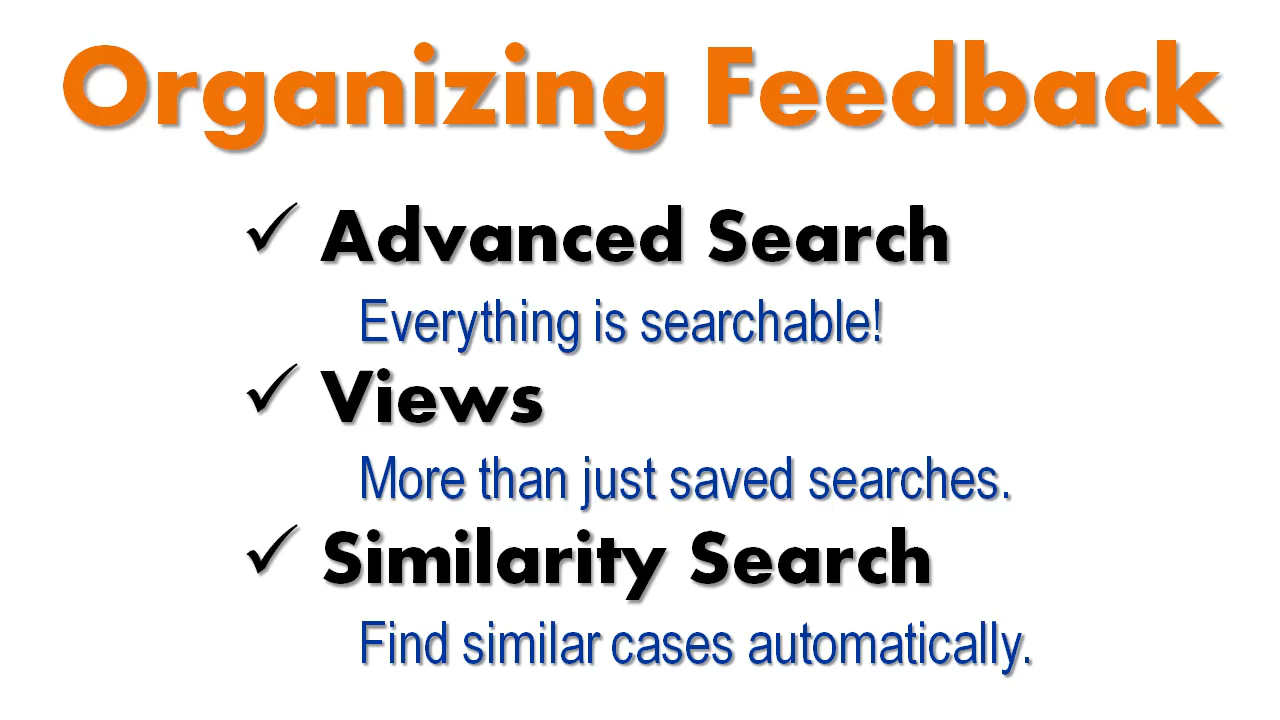 Organizing Feedback
✓ Advanced Search
Everything is searchable!
✓ Views
More than just saved searches.
✓ Similarity Search
Find similar cases automatically.